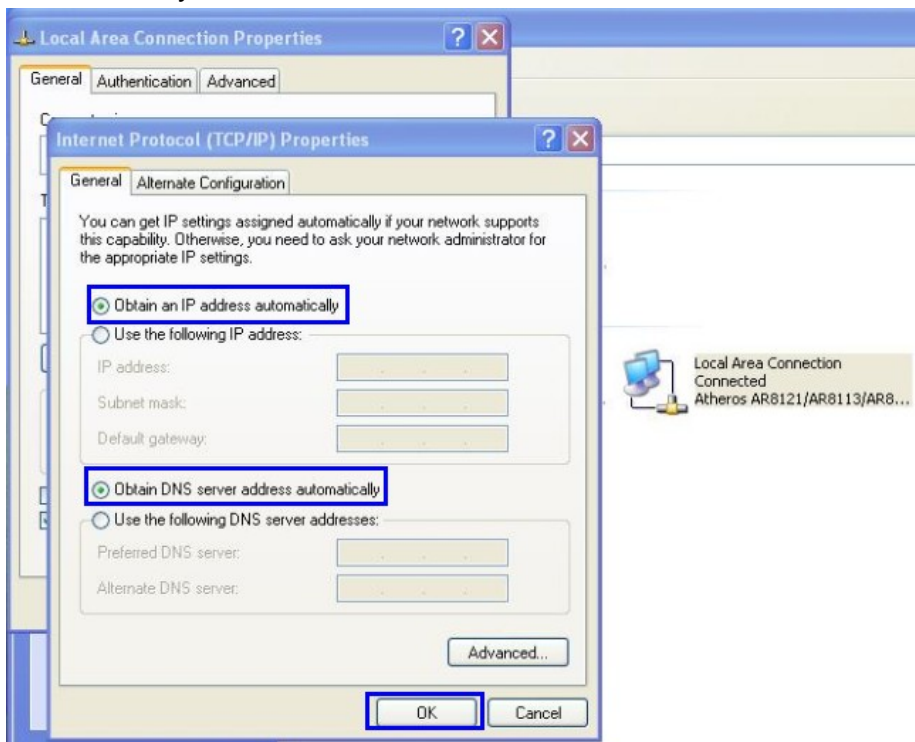 Local Area Connection Properties
General Authentication Advanced
Internet Protocol (TCP/IP) Properties
General Alternate Configuration
You can get IP settings assigned automatically if your network supports
this capability. Otherwise, you need to ask your network administrator for
the appropriate IP settings.
Obtain an IP address automatically
Use the following IP address:
IP address:
Subnet mask:
Default gateway:
Obtain DNS server address automatically
Use the following DNS server addresses:
Preferred DNS server:
Alternate DNS server:
Advanced...
OK Cancel
Local Area Connection
Connected
Atheros AR8121/AR8113/AR8...